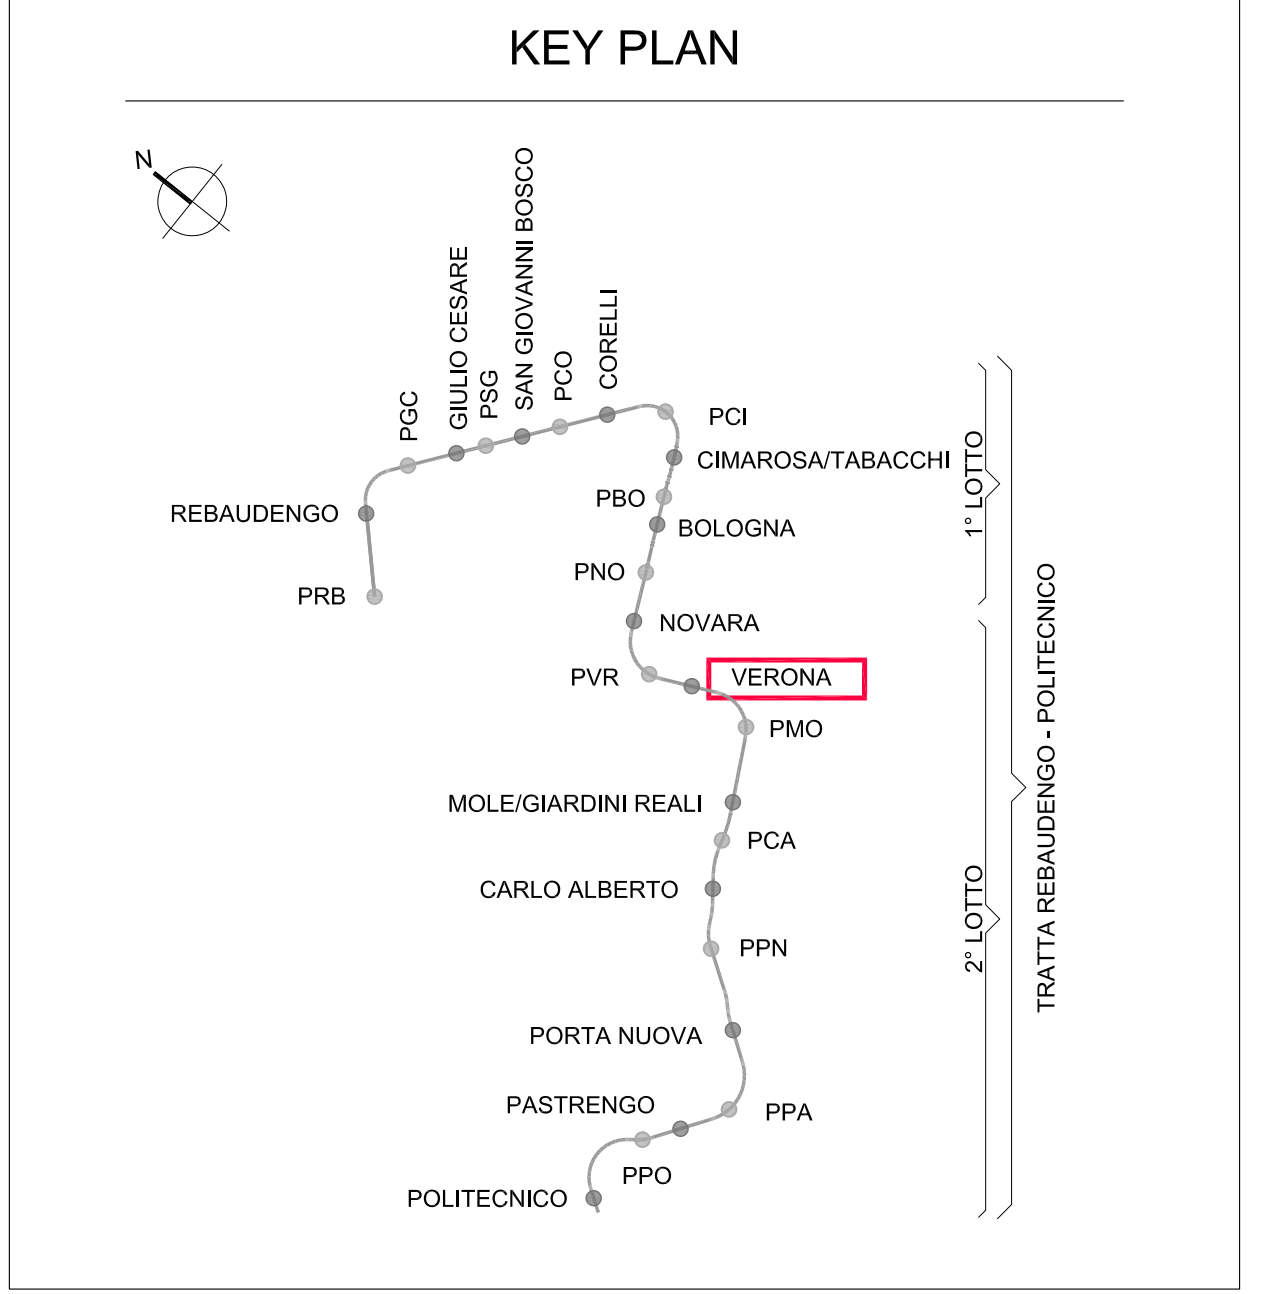 KEY PLAN
N
PGC
GIULIO CESARE
PSG
SAN GIOVANNI BOSCO
PCO
CORELLI
PCI
CIMAROSA/TABACCHI
PBO
REBAUDENGO
BOLOGNA
PNO
PRB
NOVARA
PVR
VERONA
PMO
MOLE/GIARDINI REALI
PCA
CARLO ALBERTO
PPN
PORTA NUOVA
PASTRENGO
PPA
PPO
POLITECNICO
1° LOTTO
2° LOTTO
TRATTA REBAUDENGO - POLITECNICO